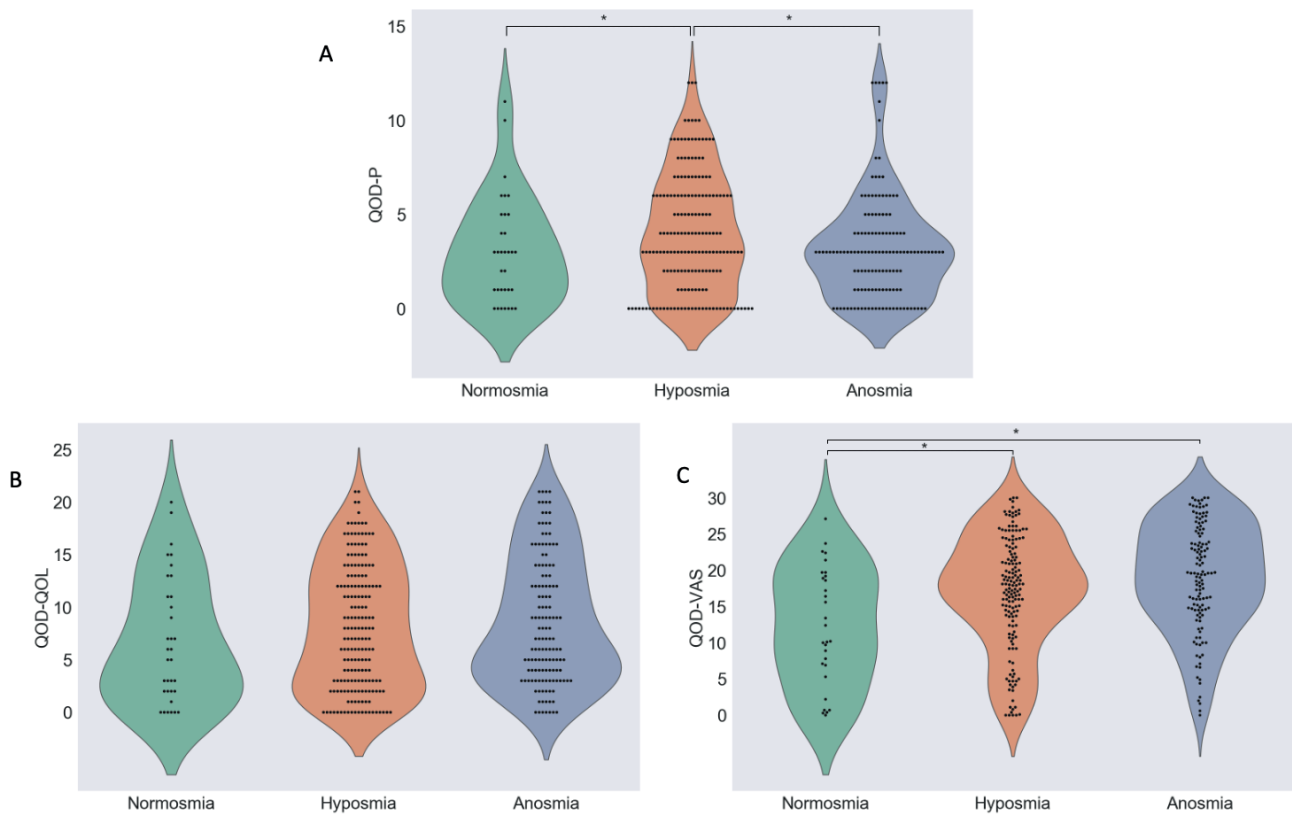 A
QOD-P
15
10
5
0
*
*
Normosmia
Hyposmia
Anosmia
B
QOD-QOL
25
20
15
10
5
0
Normosmia
Hyposmia
Anosmia
C
QOD-VAS
30
25
20
15
10
5
0
*
*
Normosmia
Hyposmia
Anosmia